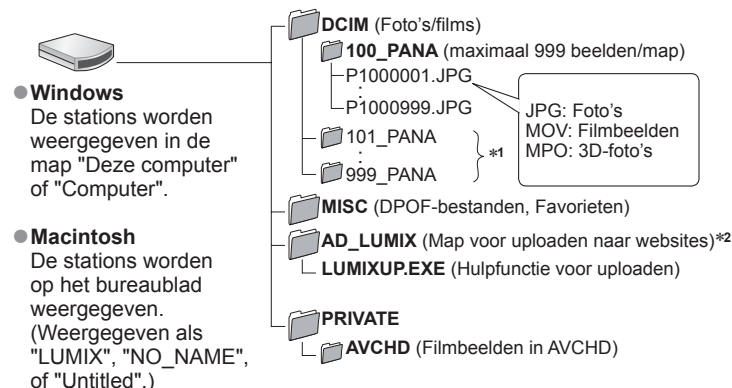 ●Windows
De stations worden
weergegeven in de
map "Deze computer"
of "Computer".
●Macintosh
De stations worden
op het bureaublad
weergegeven.
(Weergegeven als
"LUMIX", "NO_NAME",
of "Untitled".)
DCIM (Foto's/films)
100_PANA (maximaal 999 beelden/map)
P1000001.JPG
:
P1000999.JPG
JPG: Foto's
MOV: Filmbeelden
MPO: 3D-foto's
101_PANA
:
999_PANA
*1
MISC (DPOF-bestanden, Favorieten)
AD_LUMIX (Map voor uploaden naar websites)*2
LUMIXUP.EXE (Hulpfunctie voor uploaden)
PRIVATE
AVCHD (Filmbeelden in AVCHD)